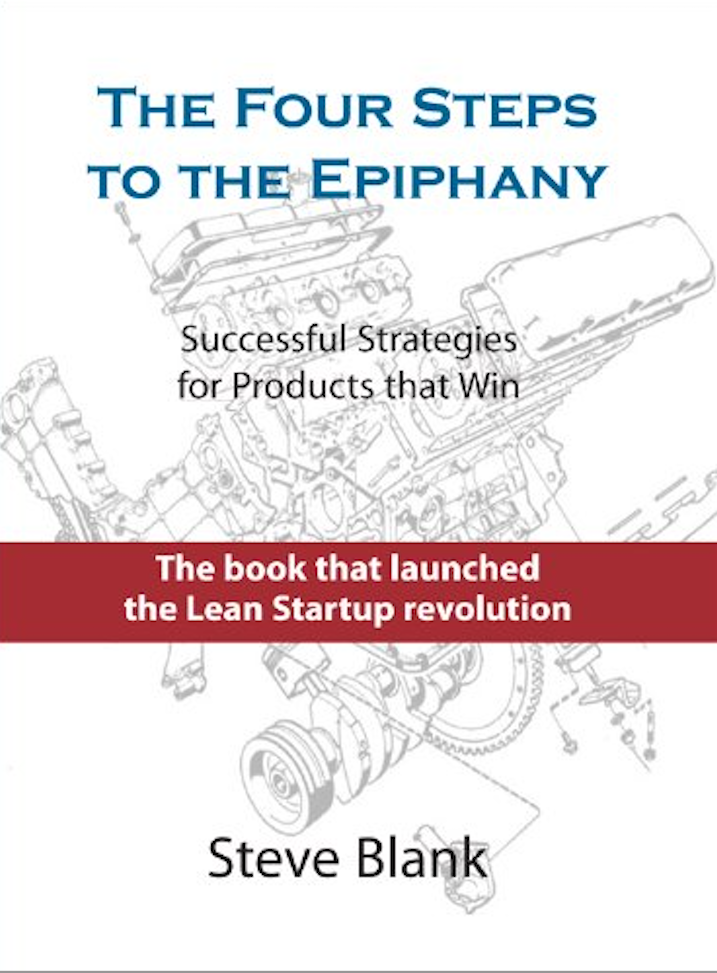 THE FOUR STEPS
TO THE EPIPHANY
Successful Strategies
for Products that Win
The book that launched
the Lean Startup revolution
Steve Blank